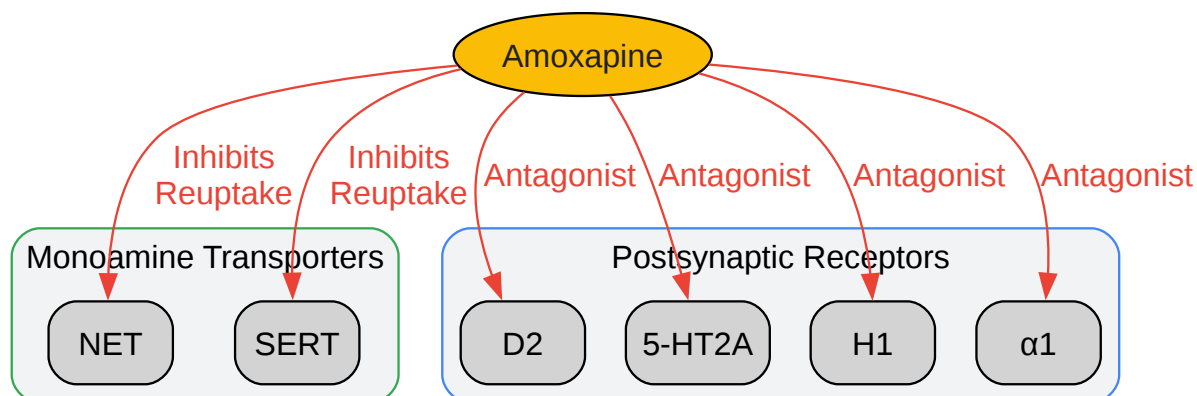 Amoxapine
Inhibits
Reuptake
Inhibits
Reuptake
Antagonist
Antagonist
Antagonist
Antagonist
Monoamine Transporters
Postsynaptic Receptors
NET
SERT
D2
5-HT2A
H1
α1